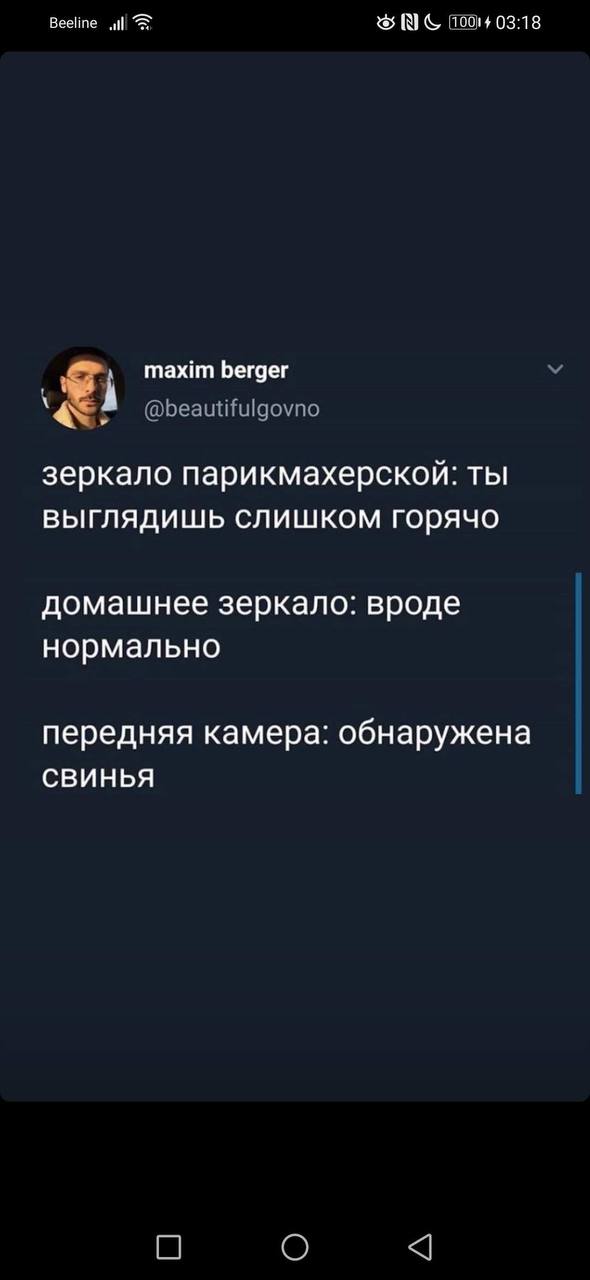 Beeline 100 03:18
maxim berger
@beautifulgovno
зеркало парикмахерской: ты
выглядишь слишком горячо
домашнее зеркало: вроде
нормально
передняя камера: обнаружена
свинья